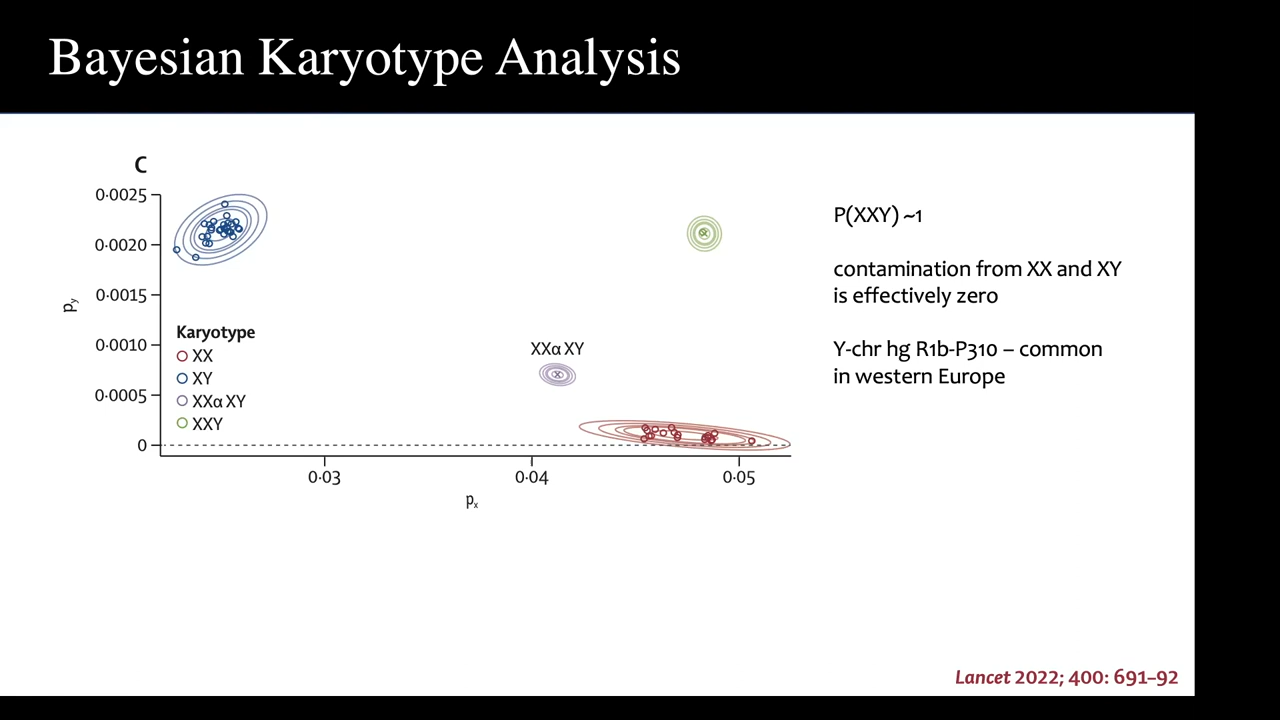 Bayesian Karyotype Analysis
C
0·0025
0·0020
0·0015
0·0010
0·0005
0
p_y
Karyotype
XX
XY
XXα XY
XXY
XXα XY
0·03
0·04
0·05
p_x
P(XXY) ~1
contamination from XX and XY
is effectively zero
Y-chr hg R1b-P310 – common
in western Europe
Lancet 2022; 400: 691–92